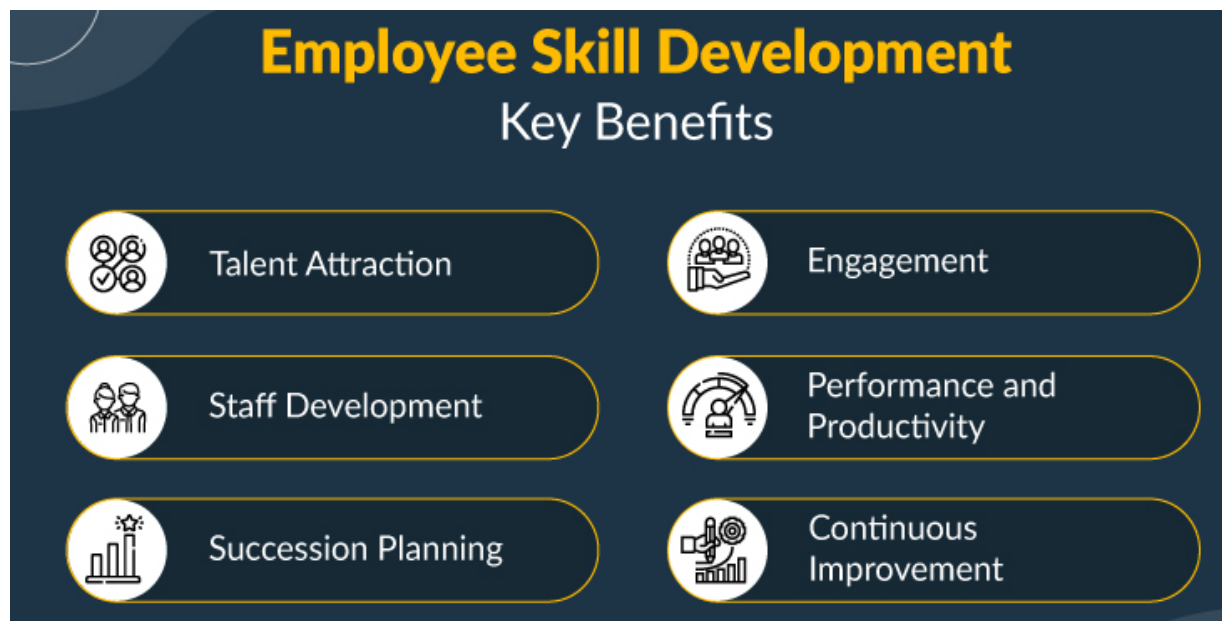 Employee Skill Development
Key Benefits
Talent Attraction
Engagement
Staff Development
Performance and
Productivity
Succession Planning
Continuous
Improvement